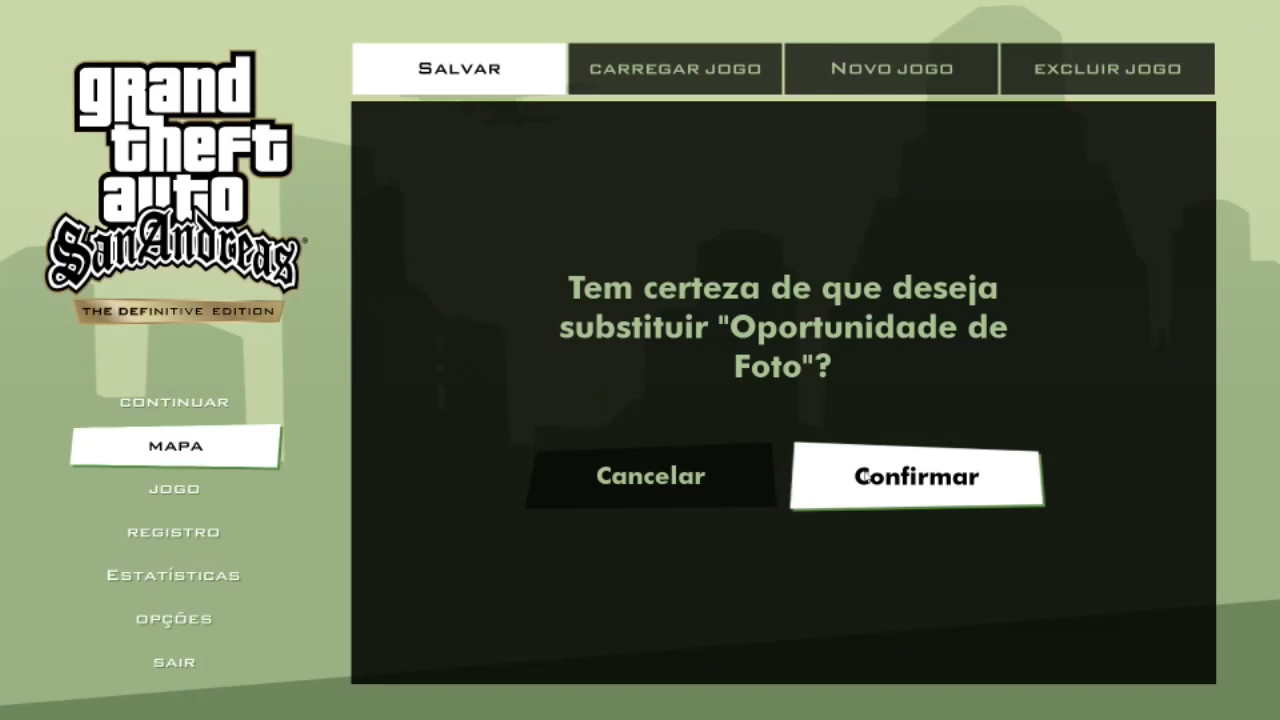 grand
theft
auto
San Andreas
THE DEFINITIVE EDITION
CONTINUAR
MAPA
JOGO
REGISTRO
ESTATÍSTICAS
OPÇÕES
SAIR
SALVAR
CARREGAR JOGO
NOVO JOGO
EXCLUIR JOGO
Tem certeza de que deseja
substituir "Oportunidade de
Foto"?
Cancelar
Confirmar